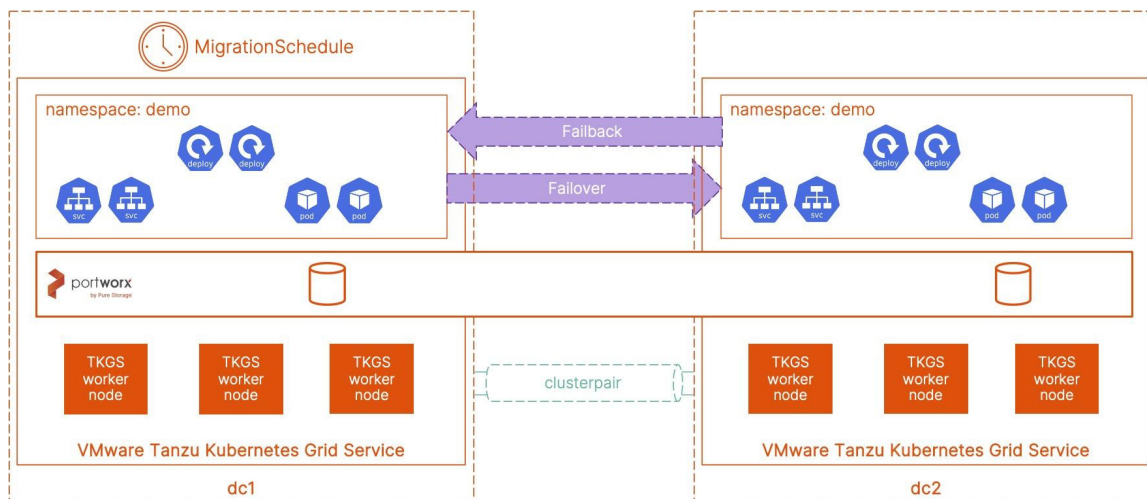 MigrationSchedule
namespace: demo
deploy deploy
svc svc
pod pod
Failback
Failover
namespace: demo
deploy deploy
svc svc
pod pod
portworx
by Pure Storage
TKGS
worker
node
TKGS
worker
node
TKGS
worker
node
clusterpair
TKGS
worker
node
TKGS
worker
node
TKGS
worker
node
VMware Tanzu Kubernetes Grid Service
VMware Tanzu Kubernetes Grid Service
dc1
dc2